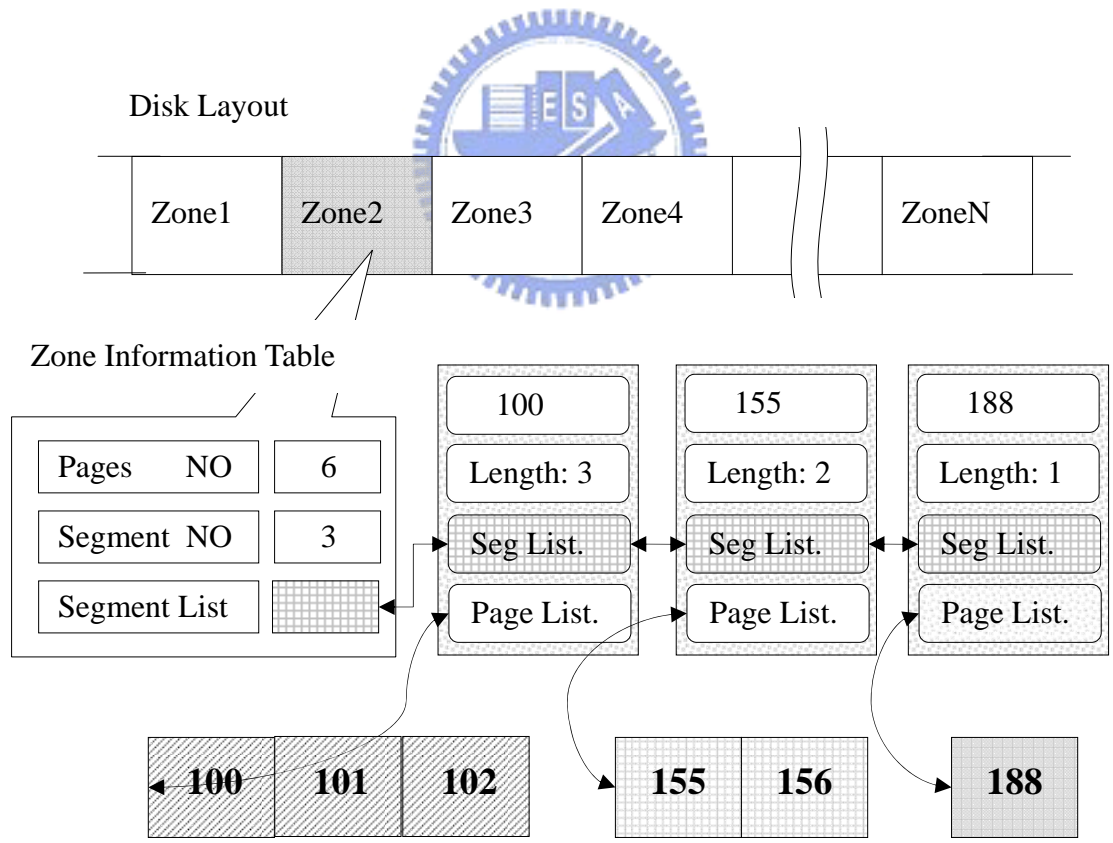 Disk Layout
E S A
Zone1 Zone2 Zone3 Zone4 ZoneN
Zone Information Table
Pages NO 6
Segment NO 3
Segment List
100
Length: 3
Seg List.
Page List.
155
Length: 2
Seg List.
Page List.
188
Length: 1
Seg List.
Page List.
100 101 102
155 156
188